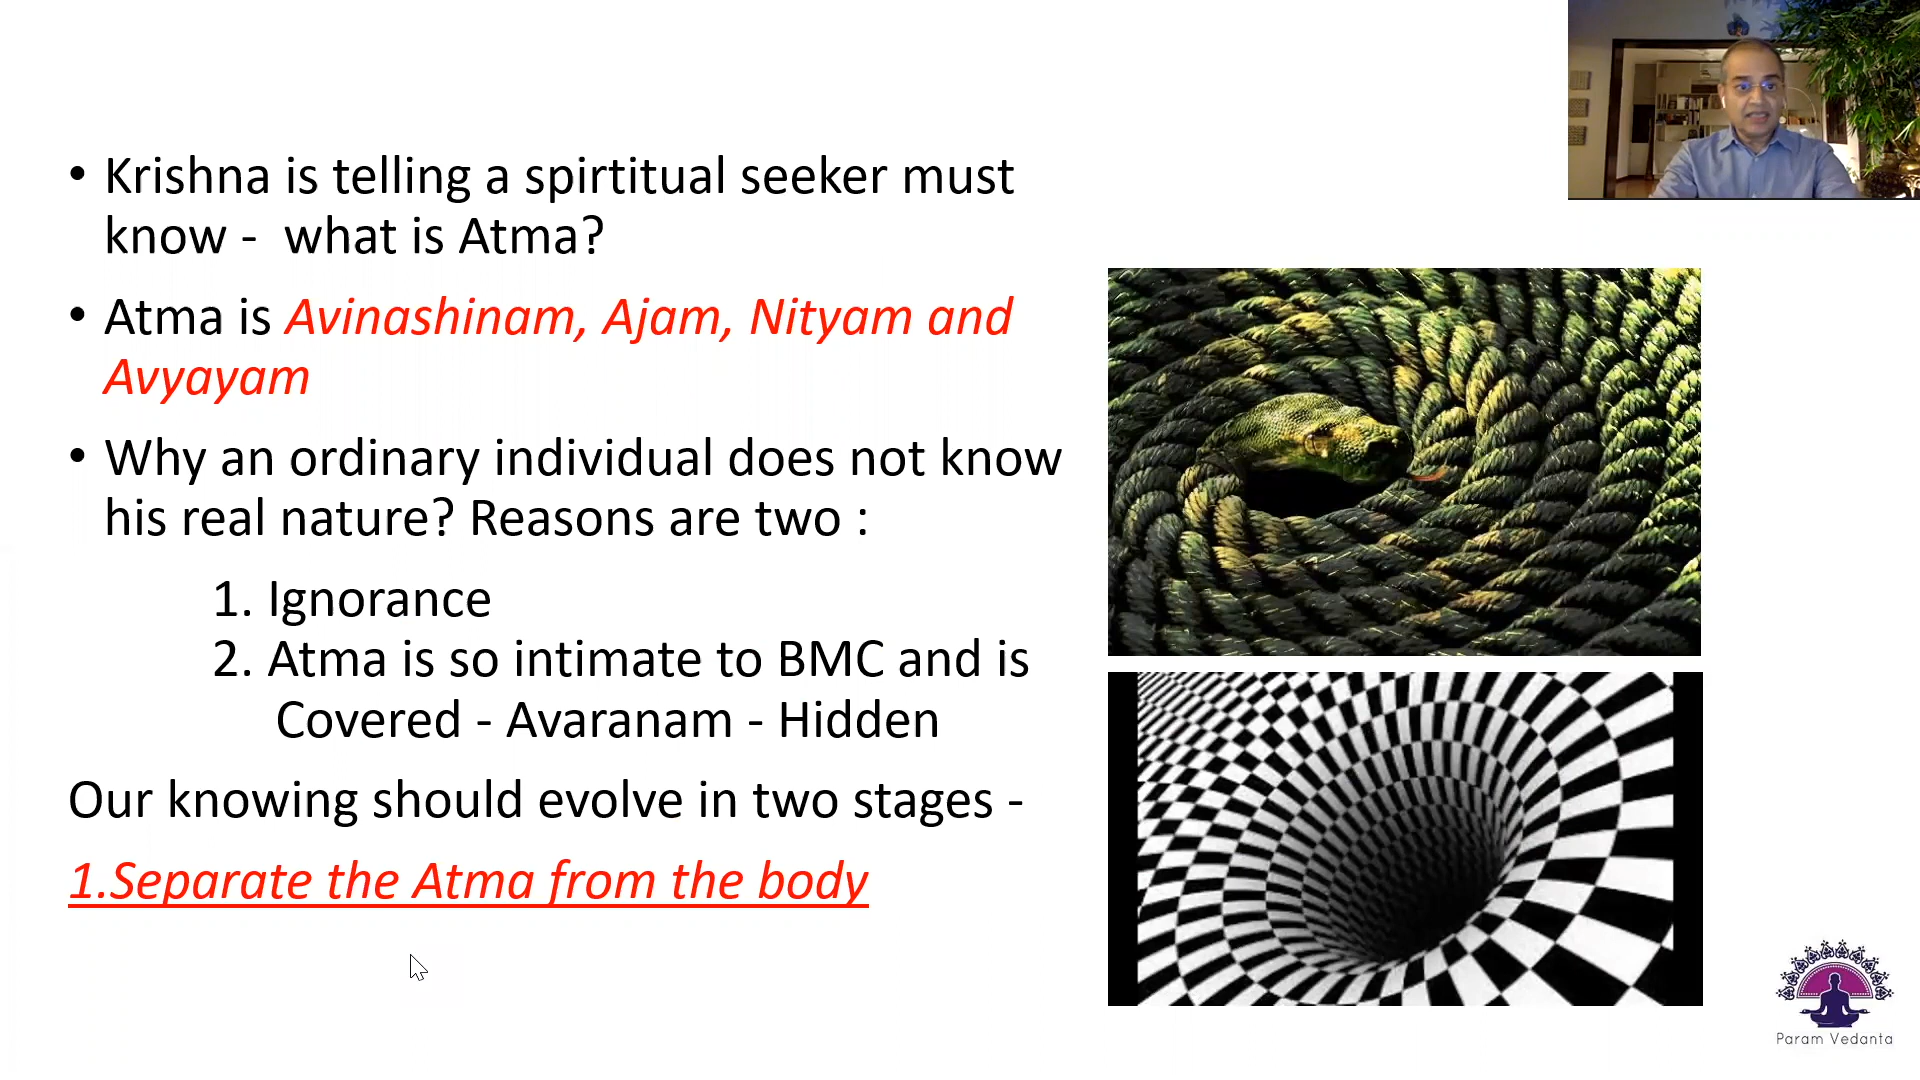 • Krishna is telling a spirtitual seeker must
know - what is Atma?
• Atma is Avinashinam, Ajam, Nityam and
Avyayam
• Why an ordinary individual does not know
his real nature? Reasons are two :
1. Ignorance
2. Atma is so intimate to BMC and is
Covered - Avaranam - Hidden
Our knowing should evolve in two stages -
1.Separate the Atma from the body
Param Vedanta